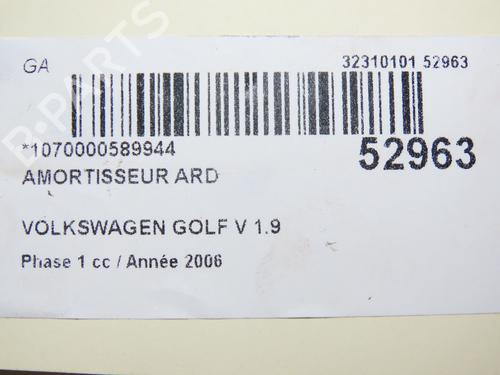 GA
32310101 52963
*1070000589944
52963
AMORTISSEUR ARD
VOLKSWAGEN GOLF V 1.9
Phase 1 cc / Année 2006
B-PARTS